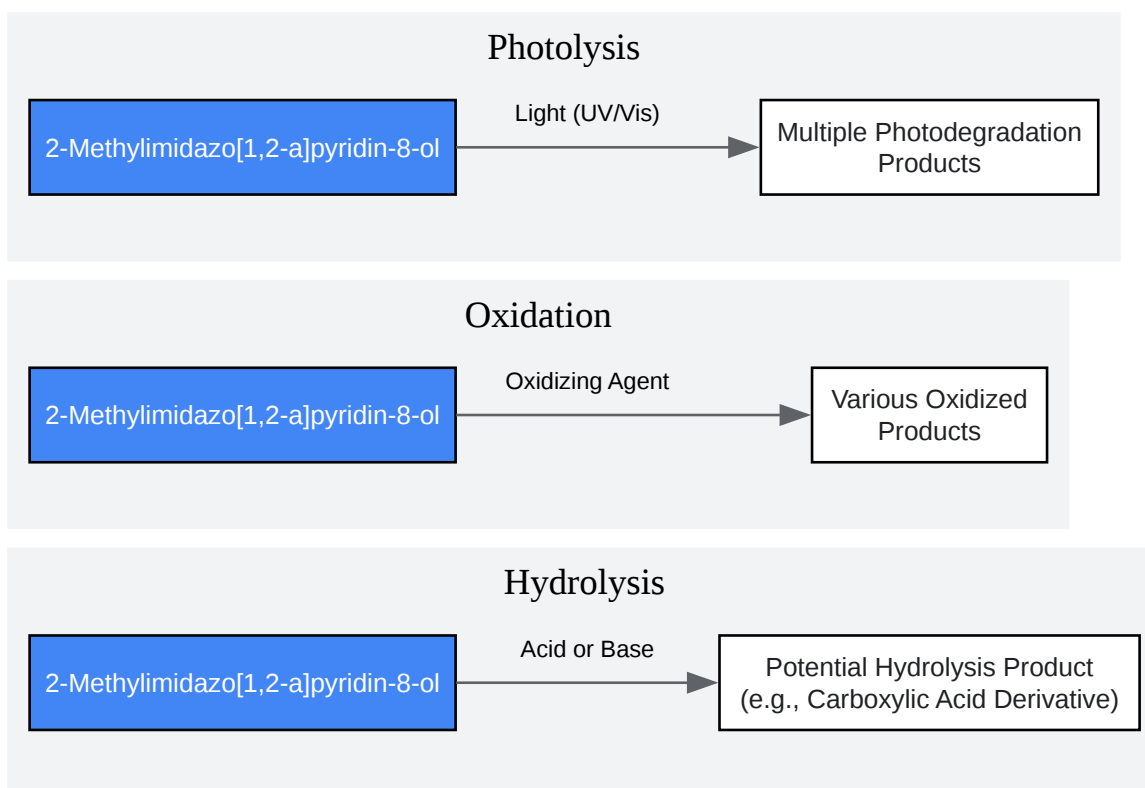 Photolysis
2-Methylimidazo[1,2-a]pyridin-8-ol
Light (UV/Vis)
Multiple Photodegradation
Products
Oxidation
2-Methylimidazo[1,2-a]pyridin-8-ol
Oxidizing Agent
Various Oxidized
Products
Hydrolysis
2-Methylimidazo[1,2-a]pyridin-8-ol
Acid or Base
Potential Hydrolysis Product
(e.g., Carboxylic Acid Derivative)